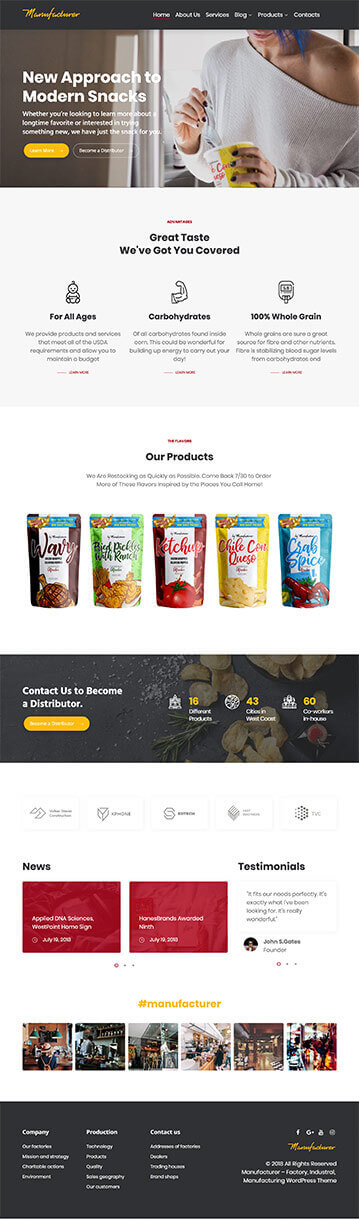 Manufacturer
Home About Us Services Blog Products Contacts
New Approach to
Modern Snacks
Whether you're looking to learn more about a
longtime favorite or interested in trying
something new, we have just the snack for you.
Learn More → Become a Distributor →
ADVANTAGES
Great Taste
We've Got You Covered
For All Ages
We provide products and services
that meet all of the USDA
requirements and allow you to
maintain a budget
LEARN MORE
Carbohydrates
Of all carbohydrates found inside
corn. This could be wonderful for
building up energy to carry out your
day!
LEARN MORE
100% Whole Grain
Whole grains are sure a great
source for fibre and other nutrients.
Fibre is stabilizing blood sugar levels
from carbohydrates and
LEARN MORE
THE FLAVORS
Our Products
We Are Restocking as Quickly as Possible. Come Back 7/30 to Order
More of These Flavors Inspired by the Places You Call Home!
Wavy
Fried Pickles
With Ranch
Ketchup
Chile Con
Queso
Crab
Spice
Contact Us to Become
a Distributor.
Become a Distributor →
16
Different
Products
43
Cities in
West Coost
60
Co-workers
in-house
XPHONE
EDTECH
TVC
News
Applied DNA Sciences,
WestPoint Home Sign
July 19, 2018
HanesBrands Awarded
Ninth
July 19, 2018
Testimonials
"It fits our needs perfectly. It's
exactly what I've been
looking for. It's really
wonderful."
John S.Gates
Founder
#manufacturer
Company
Our factories
Mission and strategy
Charitable actions
Environment
Production
Technology
Products
Quality
Sales geography
Our customers
Contact us
Addresses of factories
Dealers
Trading houses
Brand shops
Manufacturer
© 2018 All Rights Reserved
Manufacturer – Factory, Industrial,
Manufacturing WordPress Theme